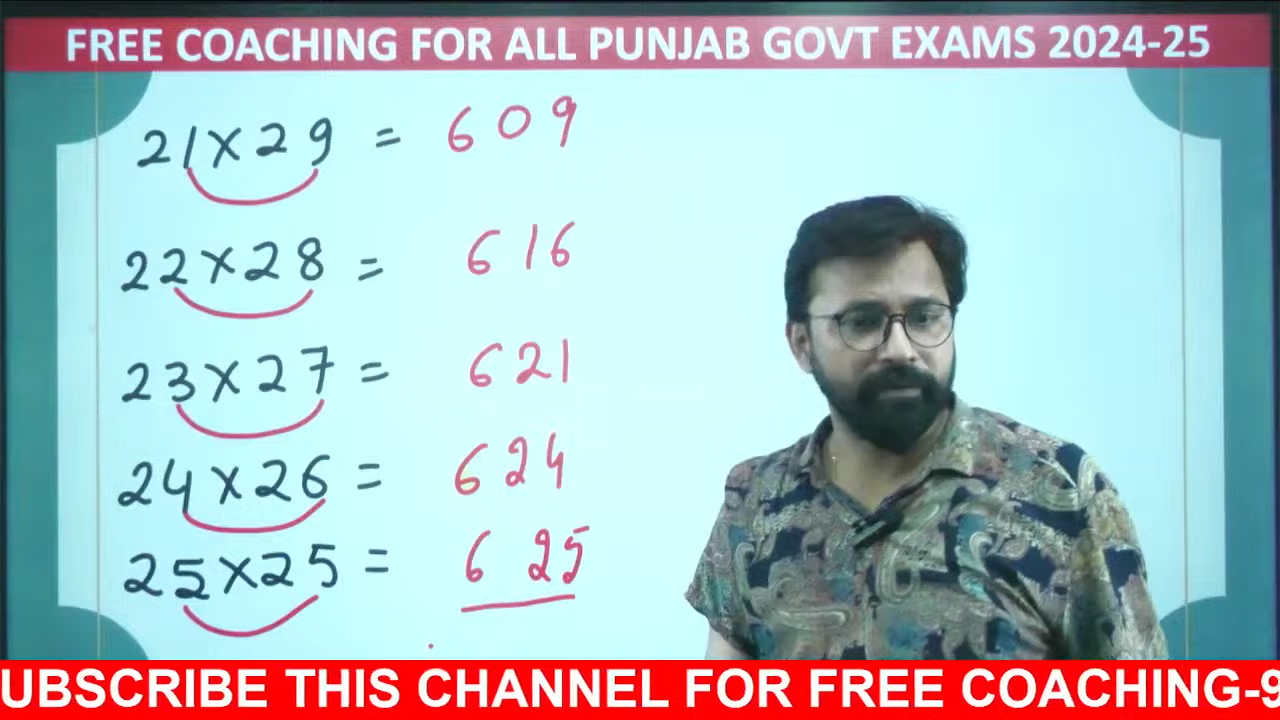 FREE COACHING FOR ALL PUNJAB GOVT EXAMS 2024-25
21×29 = 609
22×28 = 616
23×27 = 621
24×26 = 624
25×25 = 625
UBSCRIBE THIS CHANNEL FOR FREE COACHING-9